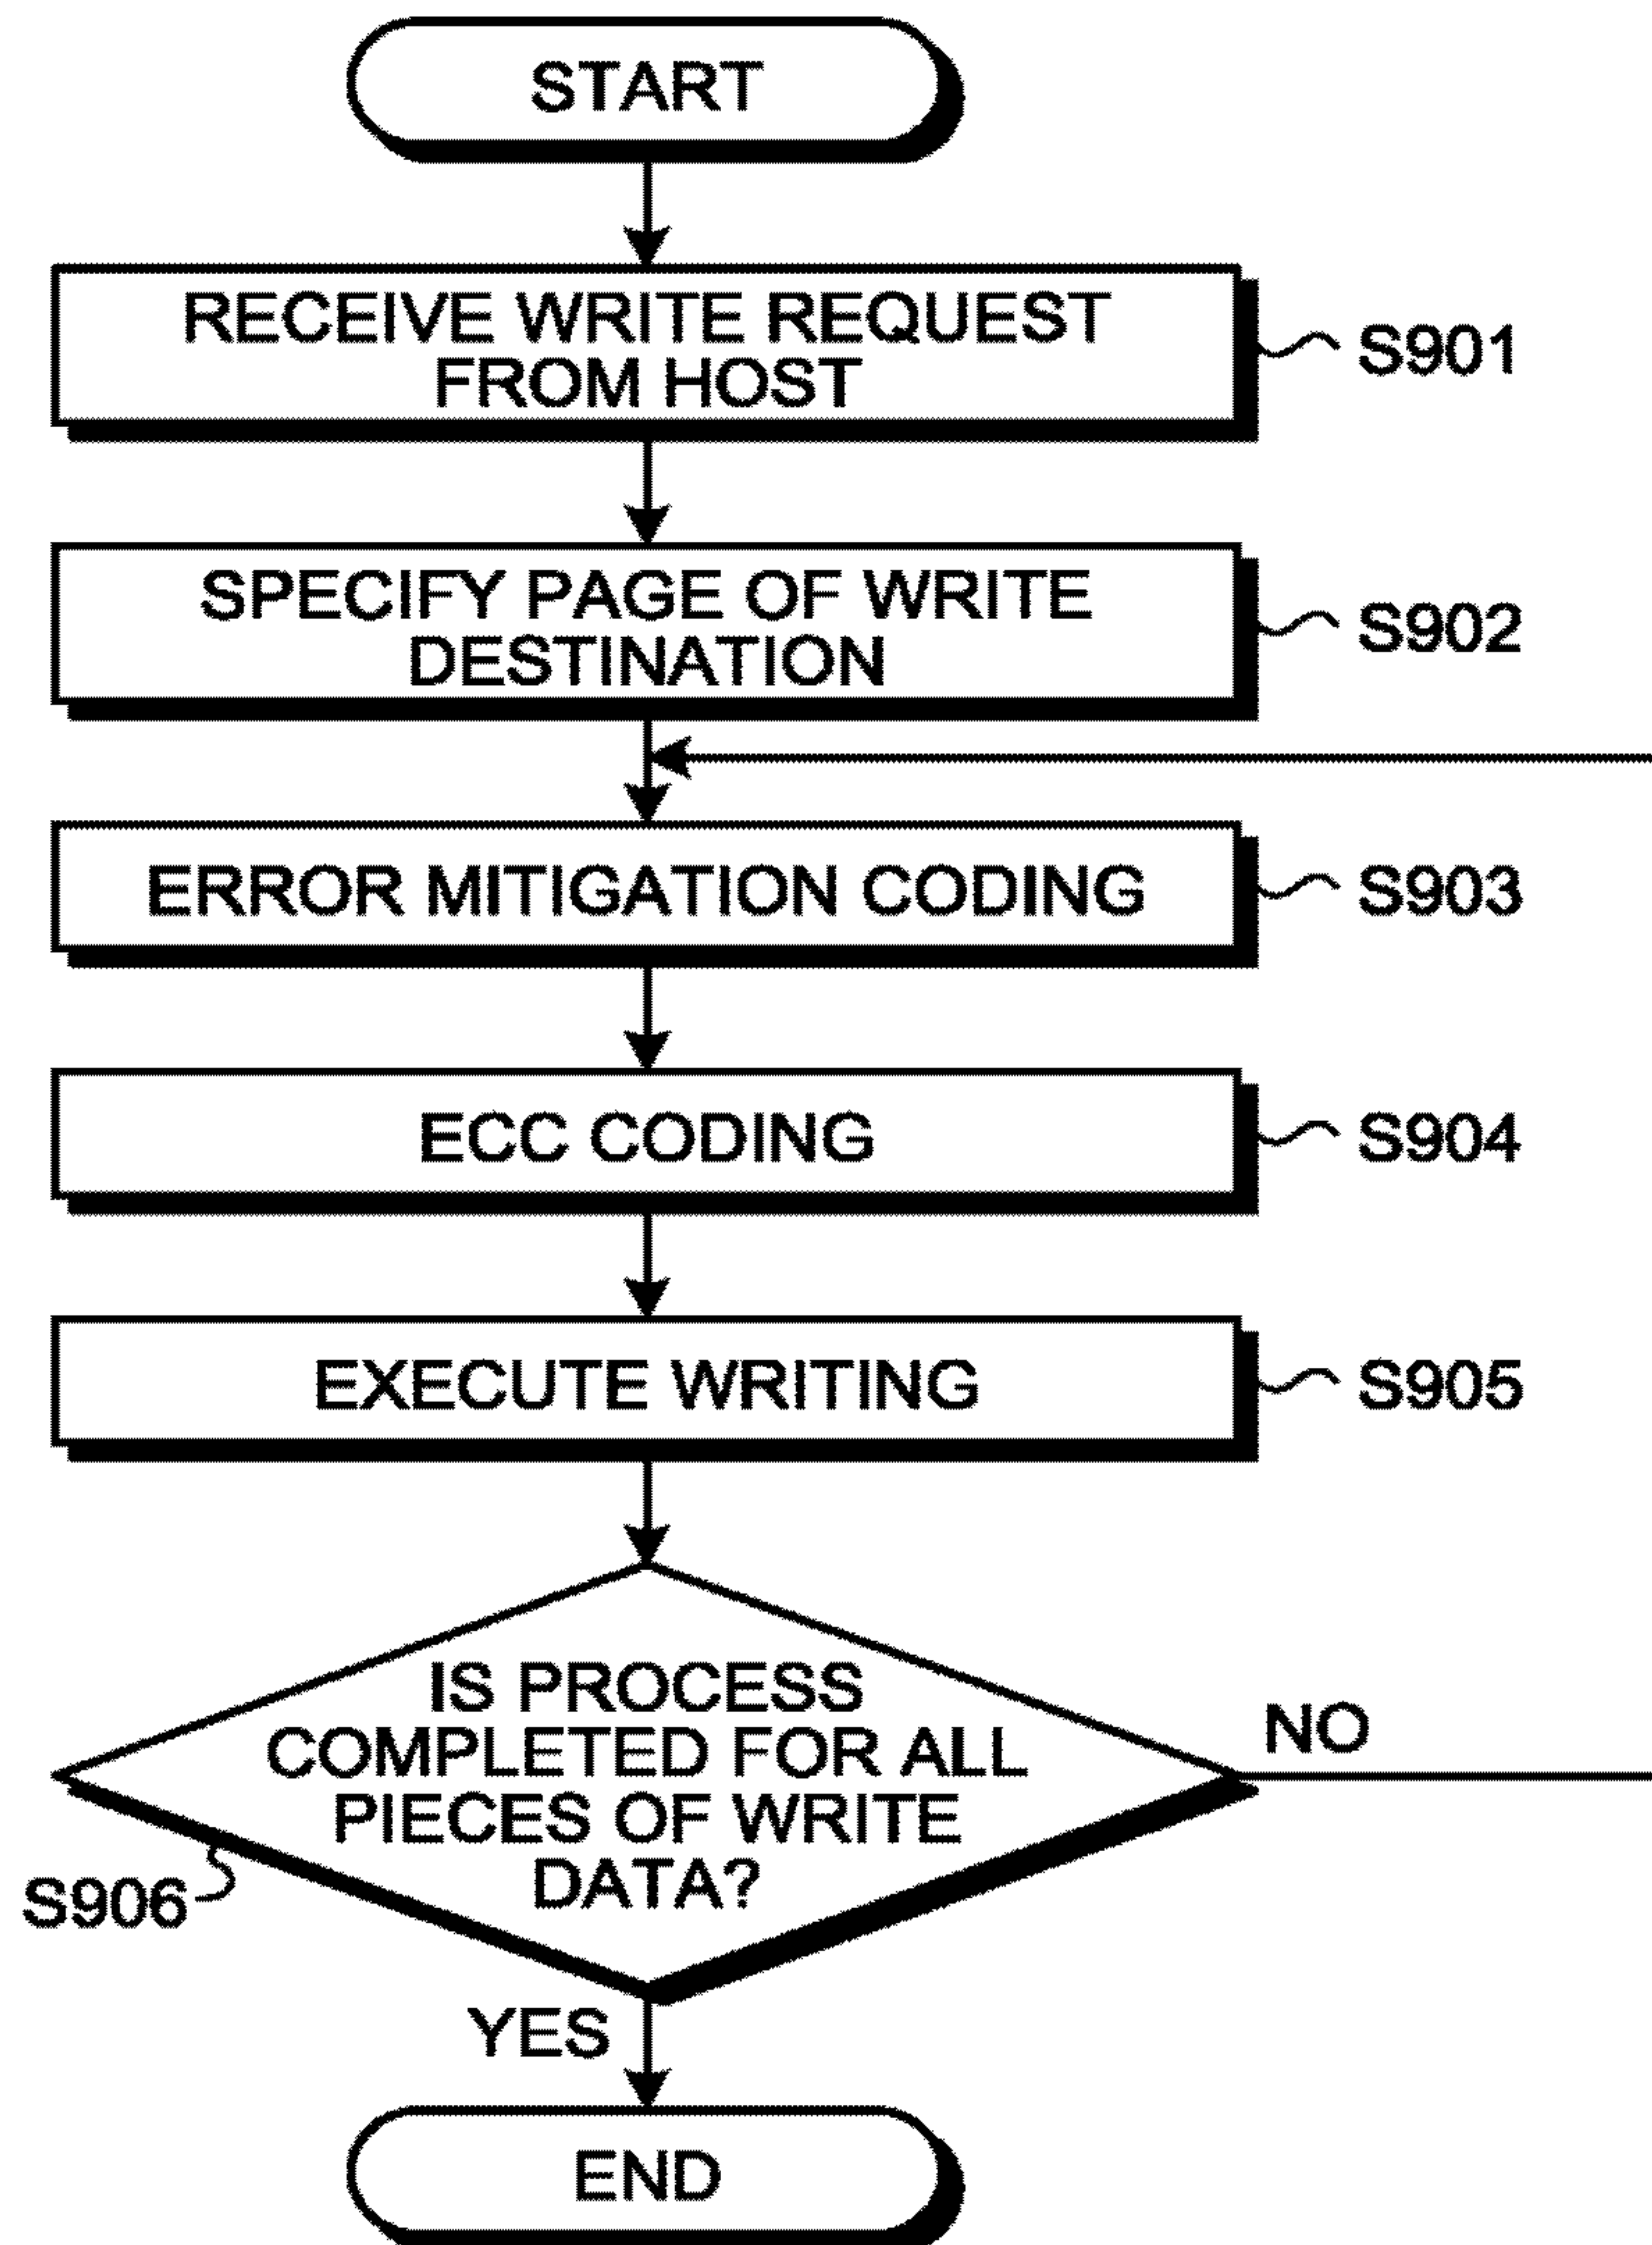 START
RECEIVE WRITE REQUEST
FROM HOST
S901
SPECIFY PAGE OF WRITE
DESTINATION
S902
ERROR MITIGATION CODING
S903
ECC CODING
S904
EXECUTE WRITING
S905
IS PROCESS
COMPLETED FOR ALL
PIECES OF WRITE
DATA?
NO
S906
YES
END